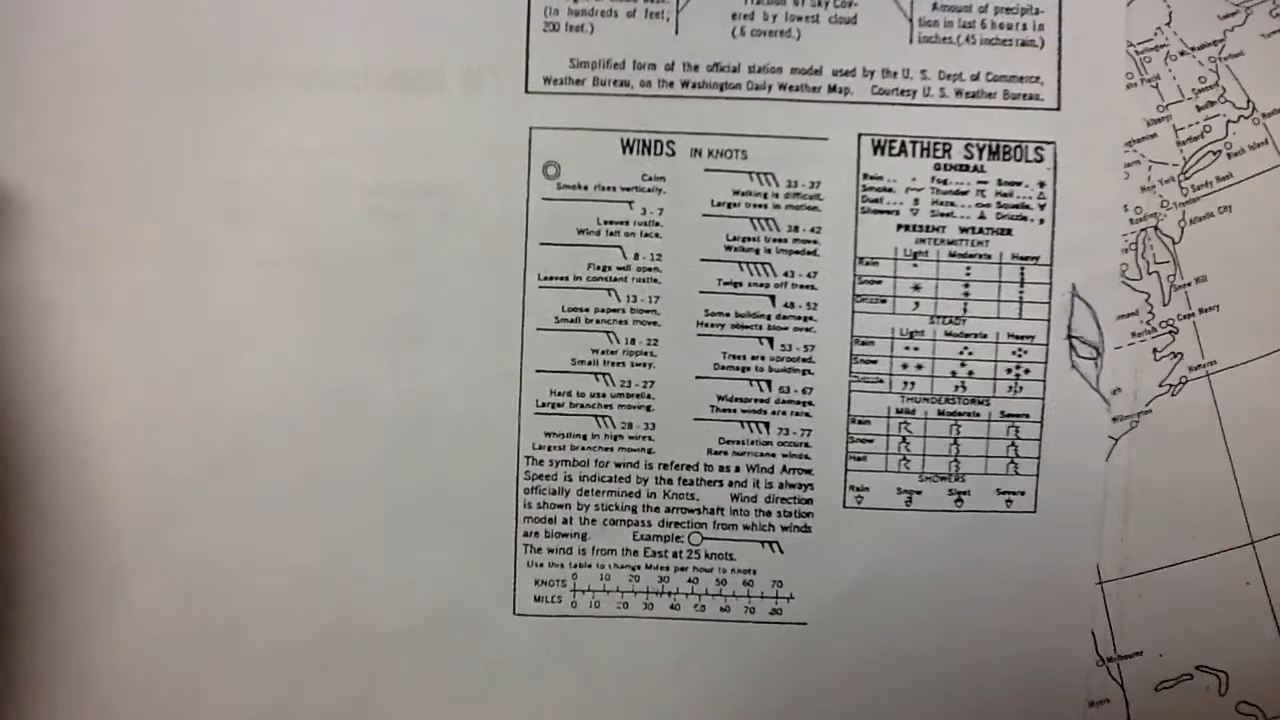 (In hundreds of feet;
200 feet.)
ered by lowest cloud
(.6 covered.)
Amount of precipita-
tion in last 6 hours in
inches.(.45 inches rain.)
Simplified form of the official station model used by the U. S. Dept. of Commerce,
Weather Bureau, on the Washington Daily Weather Map. Courtesy U. S. Weather Bureau.
WINDS IN KNOTS
Calm
Smoke rises vertically.
3 - 7
Leaves rustle.
Wind felt on face.
8 - 12
Flags will open.
Leaves in constant rustle.
13 - 17
Loose papers blown.
Small branches move.
18 - 22
Water ripples.
Small trees sway.
23 - 27
Hard to use umbrella.
Larger branches moving.
28 - 33
Whistling in high wires.
Largest branches moving.
33 - 37
Walking is difficult.
Larger trees in motion.
38 - 42
Largest trees move.
Walking is impeded.
43 - 47
Twigs snap off trees.
48 - 52
Some building damage.
Heavy objects blow over.
53 - 57
Trees are uprooted.
Damage to buildings.
63 - 67
Widespread damage.
These winds are rare.
73 - 77
Devastation occurs.
Rare hurricane winds.
The symbol for wind is refered to as a Wind Arrow.
Speed is indicated by the feathers and it is always
officially determined in Knots. Wind direction
is shown by sticking the arrowshaft into the station
model at the compass direction from which winds
are blowing. Example:
The wind is from the East at 25 knots.
Use this table to change Miles per hour to Knots
KNOTS 0 10 20 30 40 50 60 70
MILES 0 10 20 30 40 50 60 70 80
WEATHER SYMBOLS
GENERAL
Rain.. Fog.... Snow.
Smoke. Thunder Hail..
Dust... Haze... Squalls.
Showers Sleet... Drizzle.
PRESENT WEATHER
INTERMITTENT
Light Moderate Heavy
Rain
Snow
Drizzle
STEADY
Light Moderate Heavy
Rain
Snow
Drizzle
THUNDERSTORMS
Mild Moderate Severe
Rain
Snow
Hail
SHOWERS
Rain Snow Sleet Severe
Portland
Concord
Albany
Hartford
Block Island
New York
Sandy Hook
Trenton
Reading
Atlantic City
Snow Hill
Cape Henry
Norfolk
Hatteras
Wilmington
Melbourne
Myers